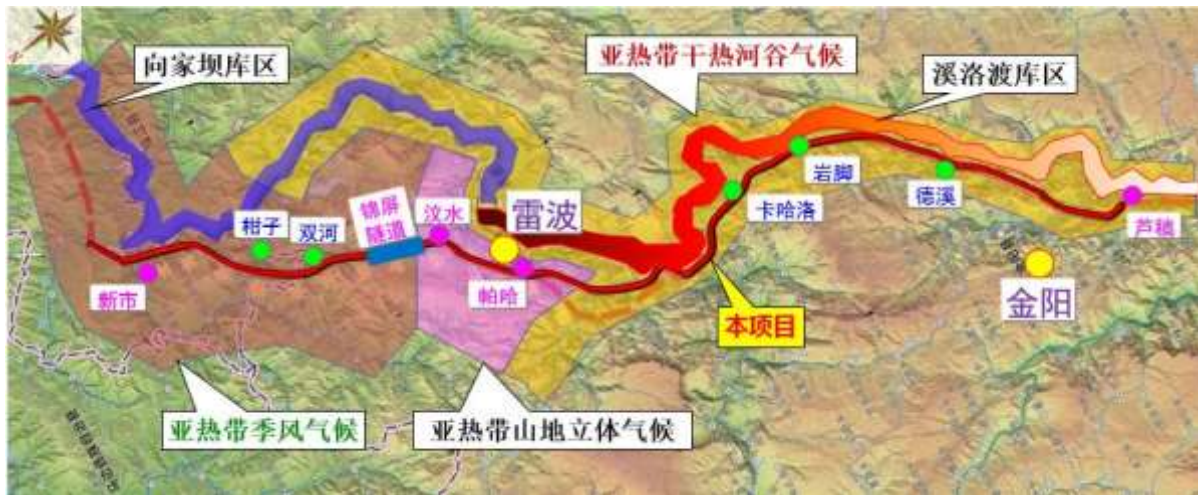 向家坝库区
亚热带干热河谷气候
溪洛渡库区
柑子
双河
锦屏
隧道
汶水
雷波
新市
帕哈
卡哈洛
岩脚
德溪
芦稿
金阳
本项目
亚热带季风气候
亚热带山地立体气候